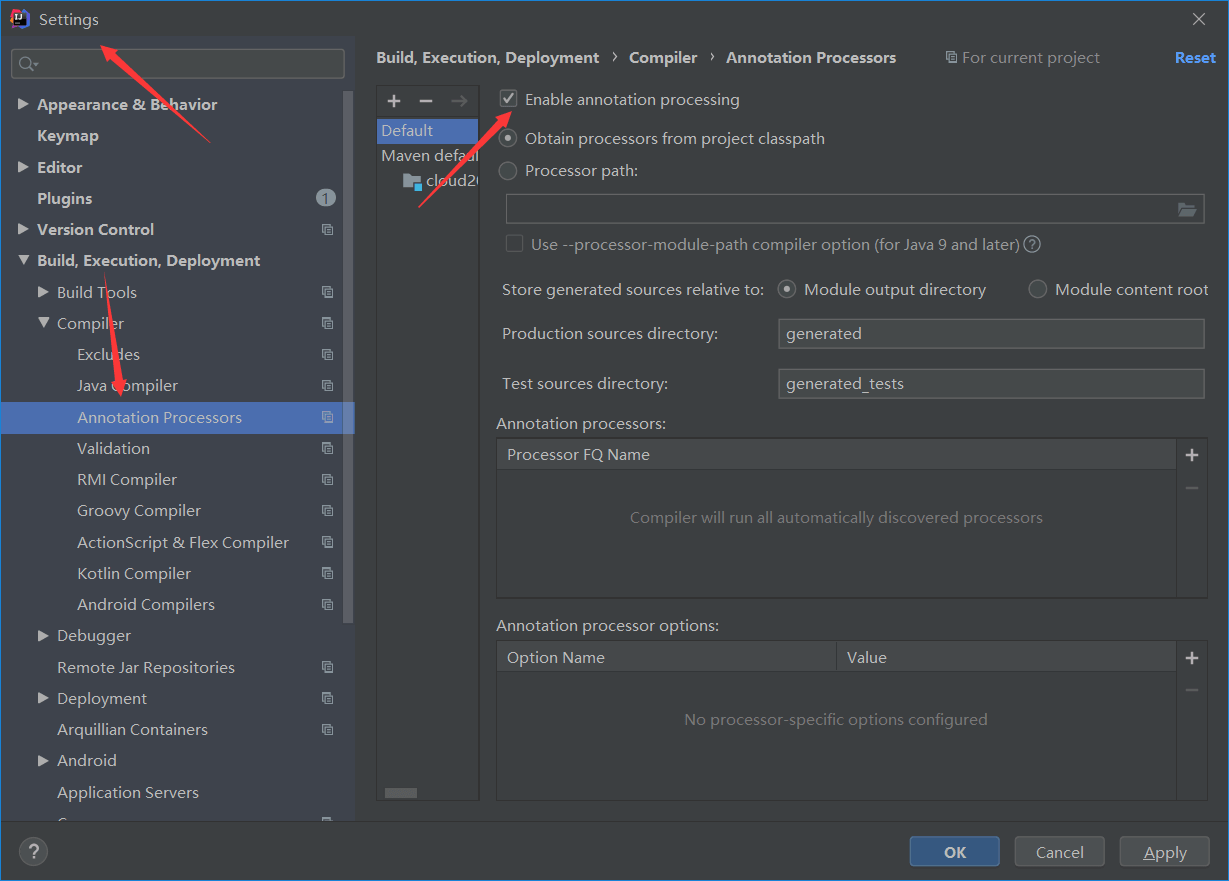 Settings
Appearance & Behavior
Keymap
Editor
Plugins 1
Version Control
Build, Execution, Deployment
Build Tools
Compiler
Excludes
Java Compiler
Annotation Processors
Validation
RMI Compiler
Groovy Compiler
ActionScript & Flex Compiler
Kotlin Compiler
Android Compilers
Debugger
Remote Jar Repositories
Deployment
Arquillian Containers
Android
Application Servers
Build, Execution, Deployment › Compiler › Annotation Processors For current project Reset
Default
Maven defaul
cloud20
Enable annotation processing
Obtain processors from project classpath
Processor path:
Use --processor-module-path compiler option (for Java 9 and later) ?
Store generated sources relative to: Module output directory Module content root
Production sources directory: generated
Test sources directory: generated_tests
Annotation processors:
Processor FQ Name
Compiler will run all automatically discovered processors
Annotation processor options:
Option Name Value
No processor-specific options configured
? OK Cancel Apply